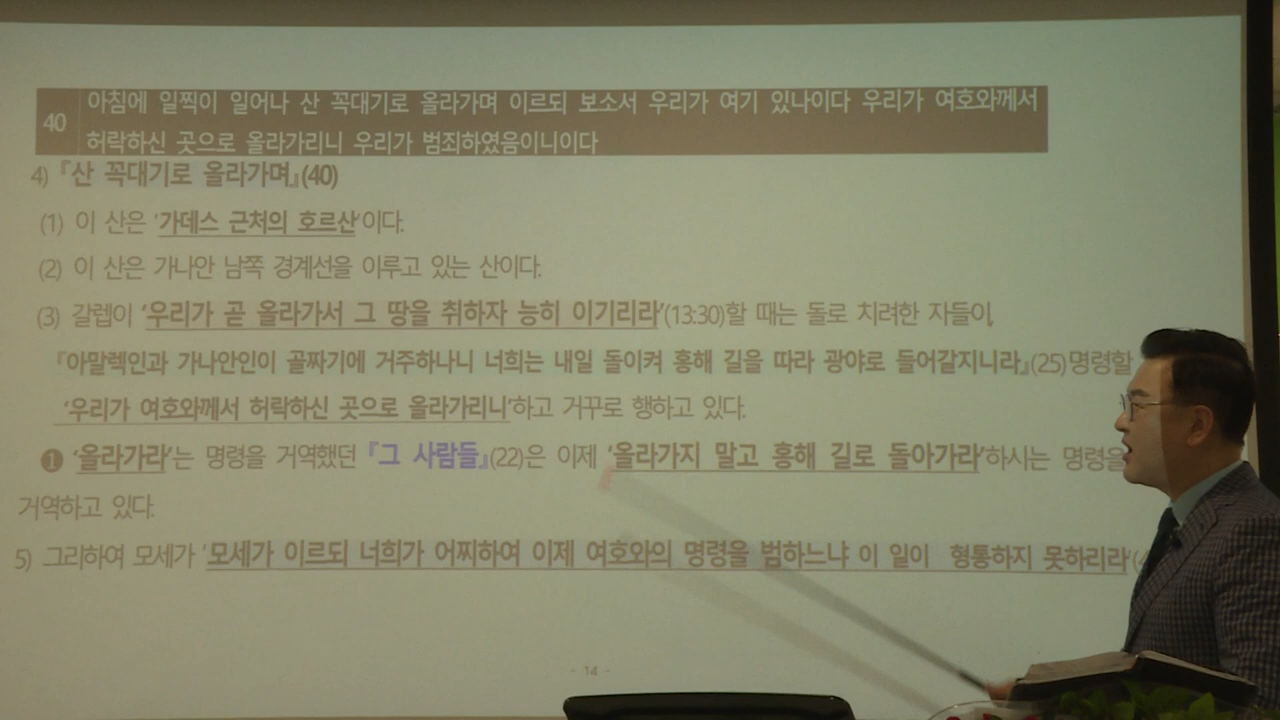 40 아침에 일찍이 일어나 산 꼭대기로 올라가며 이르되 보소서 우리가 여기 있나이다 우리가 여호와께서
허락하신 곳으로 올라가리니 우리가 범죄하였음이니이다
4) 『산 꼭대기로 올라가며』(40)
(1) 이 산은 '가데스 근처의 호르산'이다.
(2) 이 산은 가나안 남쪽 경계선을 이루고 있는 산이다.
(3) 갈렙이 '우리가 곧 올라가서 그 땅을 취하자 능히 이기리라'(13:30)할 때는 돌로 치려한 자들이,
『아말렉인과 가나안인이 골짜기에 거주하나니 너희는 내일 돌이켜 홍해 길을 따라 광야로 들어갈지니라』(25)명령할
'우리가 여호와께서 허락하신 곳으로 올라가리니'하고 거꾸로 행하고 있다.
❶ '올라가라'는 명령을 거역했던 『그 사람들』(22)은 이제 '올라가지 말고 홍해 길로 돌아가라'하시는 명령을
거역하고 있다.
5) 그리하여 모세가 '모세가 이르되 너희가 어찌하여 이제 여호와의 명령을 범하느냐 이 일이 형통하지 못하리라'
- 14 -